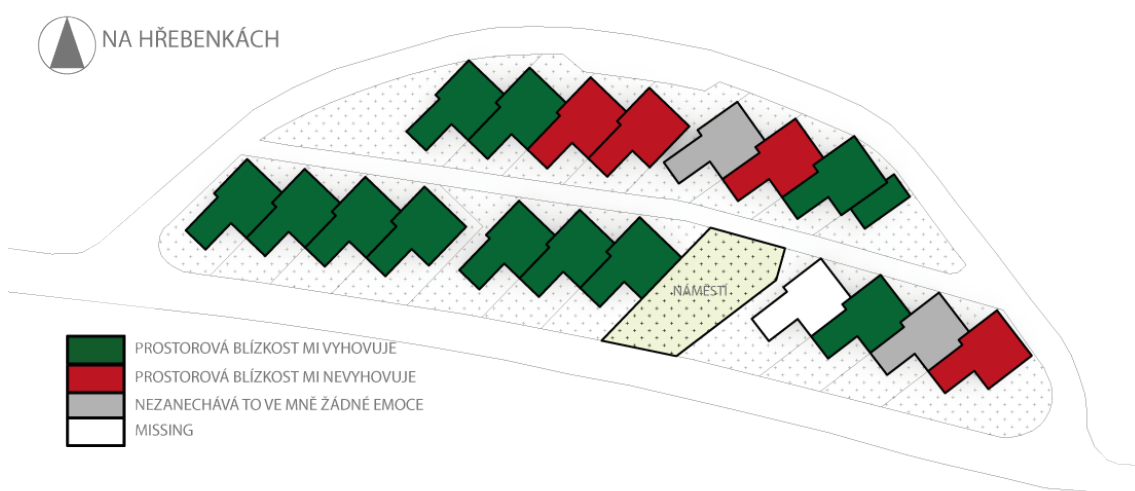 NA HŘEBENKÁCH
NÁMĚSTÍ
PROSTOROVÁ BLÍZKOST MI VYHOVUJE
PROSTOROVÁ BLÍZKOST MI NEVYHOVUJE
NEZANECHÁVÁ TO VE MNĚ ŽÁDNÉ EMOCE
MISSING